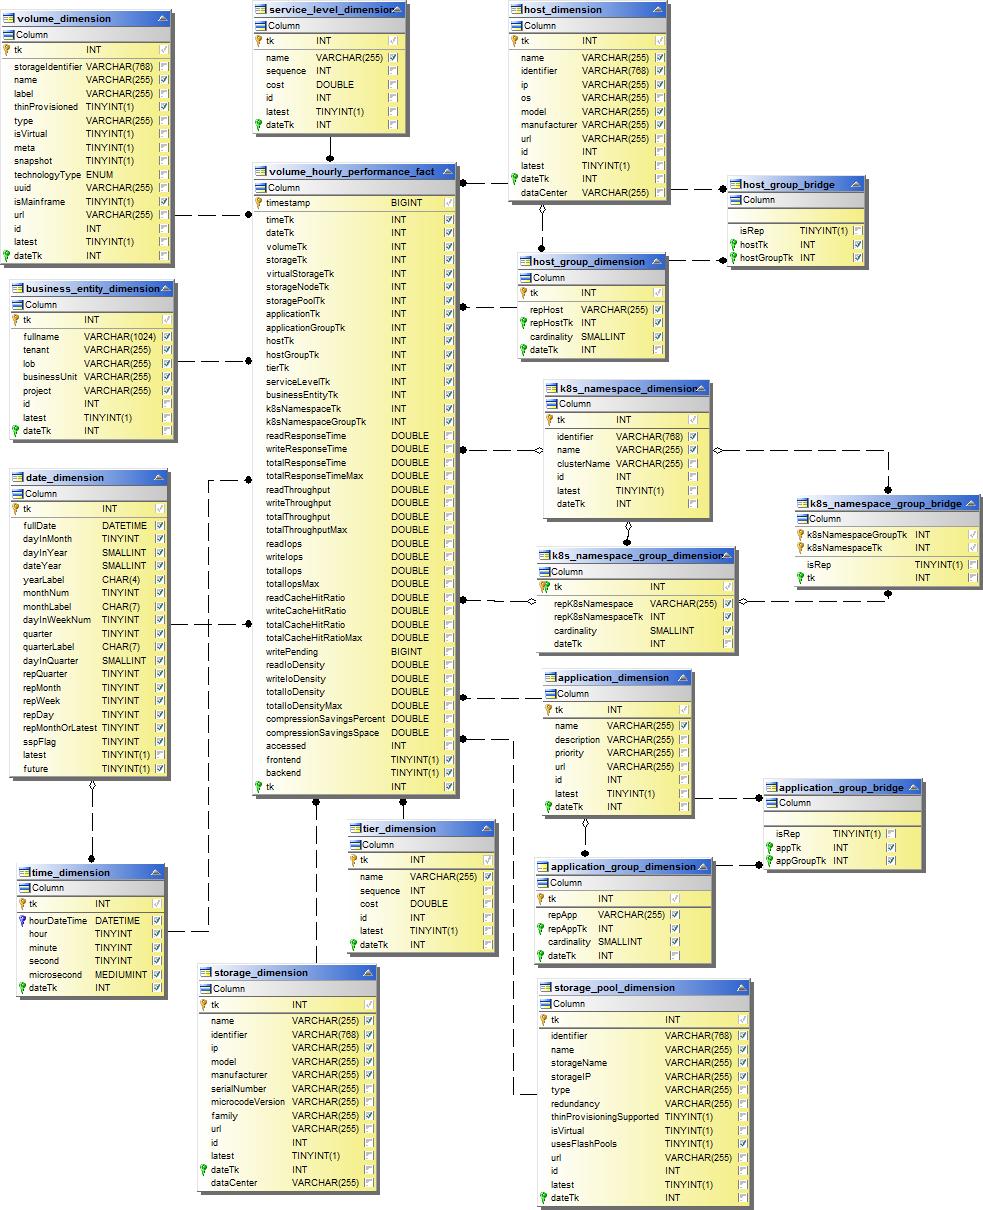 volume_dimension
Column
tk INT
storageIdentifier VARCHAR(768)
name VARCHAR(255)
label VARCHAR(255)
thinProvisioned TINYINT(1)
type VARCHAR(255)
isVirtual TINYINT(1)
meta TINYINT(1)
snapshot TINYINT(1)
technologyType ENUM
uuid VARCHAR(255)
isMainframe TINYINT(1)
url VARCHAR(255)
id INT
latest TINYINT(1)
dateTk INT
service_level_dimension
Column
tk INT
name VARCHAR(255)
sequence INT
cost DOUBLE
id INT
latest TINYINT(1)
dateTk INT
host_dimension
Column
tk INT
name VARCHAR(255)
identifier VARCHAR(768)
ip VARCHAR(255)
os VARCHAR(255)
model VARCHAR(255)
manufacturer VARCHAR(255)
url VARCHAR(255)
id INT
latest TINYINT(1)
dateTk INT
dataCenter VARCHAR(255)
host_group_bridge
Column
isRep TINYINT(1)
hostTk INT
hostGroupTk INT
volume_hourly_performance_fact
Column
timestamp BIGINT
timeTk INT
dateTk INT
volumeTk INT
storageTk INT
virtualStorageTk INT
storageNodeTk INT
storagePoolTk INT
applicationTk INT
applicationGroupTk INT
hostTk INT
hostGroupTk INT
tierTk INT
serviceLevelTk INT
businessEntityTk INT
k8sNamespaceTk INT
k8sNamespaceGroupTk INT
readResponseTime DOUBLE
writeResponseTime DOUBLE
totalResponseTime DOUBLE
totalResponseTimeMax DOUBLE
readThroughput DOUBLE
writeThroughput DOUBLE
totalThroughput DOUBLE
totalThroughputMax DOUBLE
readIops DOUBLE
writeIops DOUBLE
totalIops DOUBLE
totalIopsMax DOUBLE
readCacheHitRatio DOUBLE
writeCacheHitRatio DOUBLE
totalCacheHitRatio DOUBLE
totalCacheHitRatioMax DOUBLE
writePending BIGINT
readIoDensity DOUBLE
writeIoDensity DOUBLE
totalIoDensity DOUBLE
totalIoDensityMax DOUBLE
compressionSavingsPercent DOUBLE
compressionSavingsSpace DOUBLE
accessed INT
frontend TINYINT(1)
backend TINYINT(1)
tk INT
host_group_dimension
Column
tk INT
repHost VARCHAR(255)
repHostTk INT
cardinality SMALLINT
dateTk INT
business_entity_dimension
Column
tk INT
fullname VARCHAR(1024)
tenant VARCHAR(255)
lob VARCHAR(255)
businessUnit VARCHAR(255)
project VARCHAR(255)
id INT
latest TINYINT(1)
dateTk INT
k8s_namespace_dimension
Column
tk INT
identifier VARCHAR(768)
name VARCHAR(255)
clusterName VARCHAR(255)
id INT
latest TINYINT(1)
dateTk INT
k8s_namespace_group_bridge
Column
k8sNamespaceGroupTk INT
k8sNamespaceTk INT
isRep TINYINT(1)
tk INT
date_dimension
Column
tk INT
fullDate DATETIME
dayInMonth TINYINT
dayInYear SMALLINT
dateYear SMALLINT
yearLabel CHAR(4)
monthNum TINYINT
monthLabel CHAR(7)
dayInWeekNum TINYINT
quarter TINYINT
quarterLabel CHAR(7)
dayInQuarter SMALLINT
repQuarter TINYINT
repMonth TINYINT
repWeek TINYINT
repDay TINYINT
repMonthOrLatest TINYINT
sspFlag TINYINT
latest TINYINT(1)
future TINYINT(1)
k8s_namespace_group_dimension
Column
tk INT
repK8sNamespace VARCHAR(255)
repK8sNamespaceTk INT
cardinality SMALLINT
dateTk INT
application_dimension
Column
tk INT
name VARCHAR(255)
description VARCHAR(255)
priority VARCHAR(255)
url VARCHAR(255)
id INT
latest TINYINT(1)
dateTk INT
application_group_bridge
Column
isRep TINYINT(1)
appTk INT
appGroupTk INT
time_dimension
Column
tk INT
hourDateTime DATETIME
hour TINYINT
minute TINYINT
second TINYINT
microsecond MEDIUMINT
dateTk INT
tier_dimension
Column
tk INT
name VARCHAR(255)
sequence INT
cost DOUBLE
id INT
latest TINYINT(1)
dateTk INT
application_group_dimension
Column
tk INT
repApp VARCHAR(255)
repAppTk INT
cardinality SMALLINT
dateTk INT
storage_dimension
Column
tk INT
name VARCHAR(255)
identifier VARCHAR(768)
ip VARCHAR(255)
model VARCHAR(255)
manufacturer VARCHAR(255)
serialNumber VARCHAR(255)
microcodeVersion VARCHAR(255)
family VARCHAR(255)
url VARCHAR(255)
id INT
latest TINYINT(1)
dateTk INT
dataCenter VARCHAR(255)
storage_pool_dimension
Column
tk INT
identifier VARCHAR(768)
name VARCHAR(255)
storageName VARCHAR(255)
storageIP VARCHAR(255)
type VARCHAR(255)
redundancy VARCHAR(255)
thinProvisioningSupported TINYINT(1)
isVirtual TINYINT(1)
usesFlashPools TINYINT(1)
url VARCHAR(255)
id INT
latest TINYINT(1)
dateTk INT